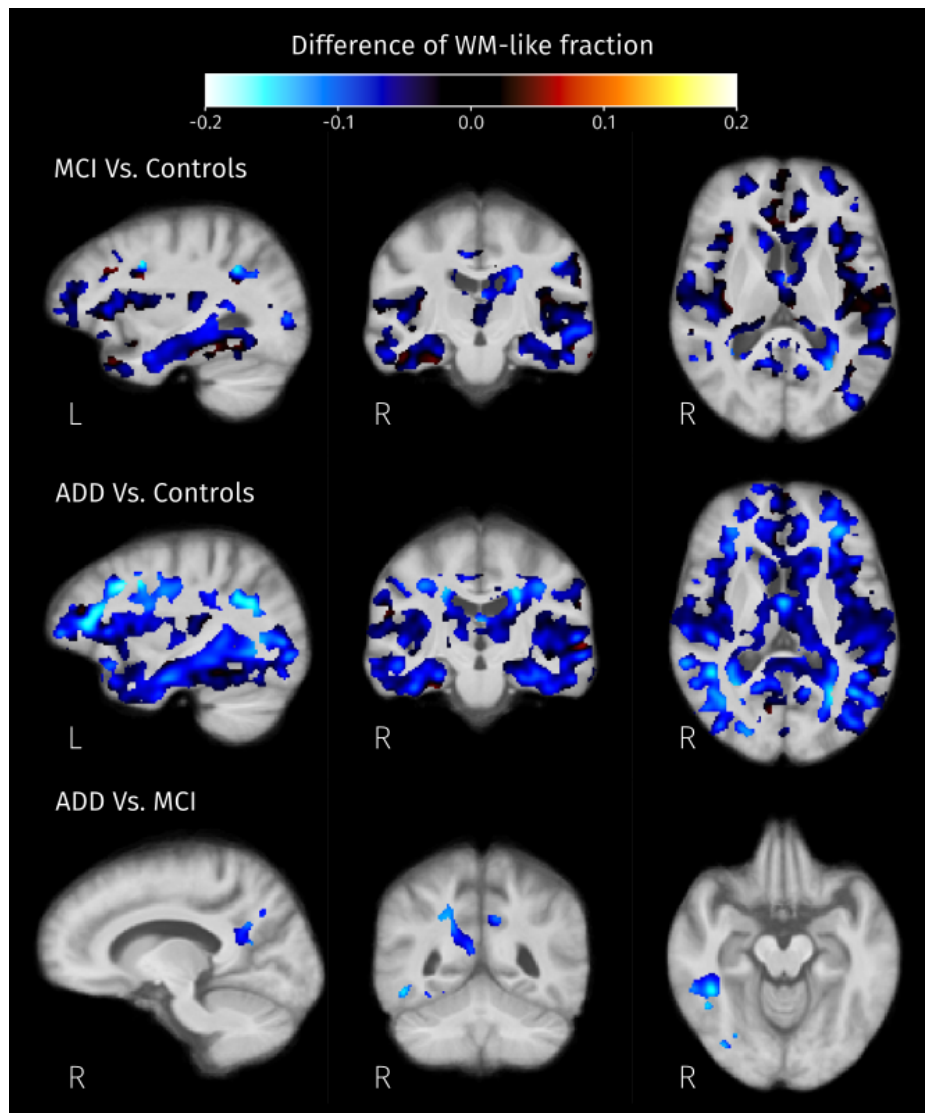 Difference of WM-like fraction
-0.2 -0.1 0.0 0.1 0.2
MCI Vs. Controls
L R R
ADD Vs. Controls
L R R
ADD Vs. MCI
R R R